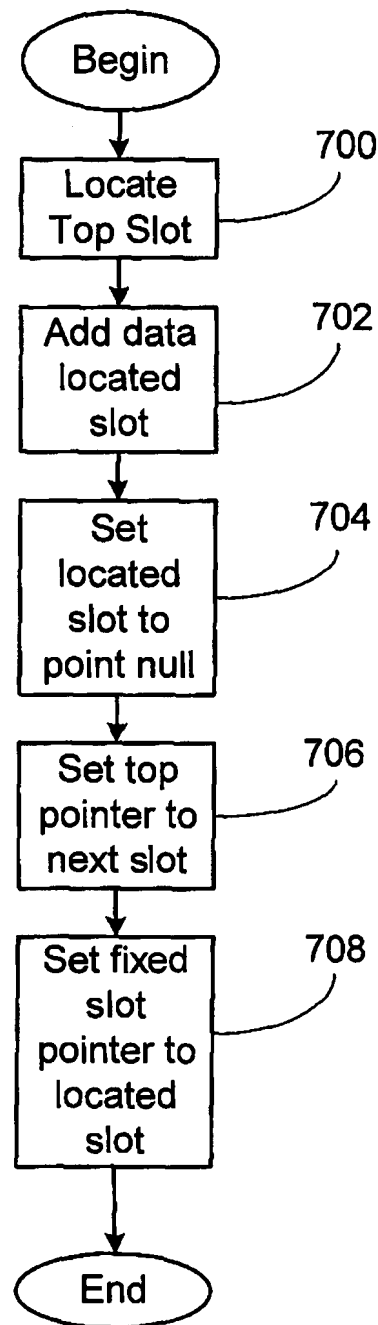 Begin
700
Locate
Top Slot
702
Add data
located
slot
704
Set
located
slot to
point null
706
Set top
pointer to
next slot
708
Set fixed
slot
pointer to
located
slot
End